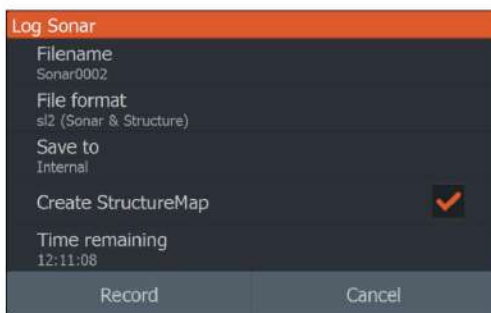 Log Sonar
Filename
Sonar0002
File format
sl2 (Sonar & Structure)
Save to
Internal
Create StructureMap
Time remaining
12:11:08
Record Cancel